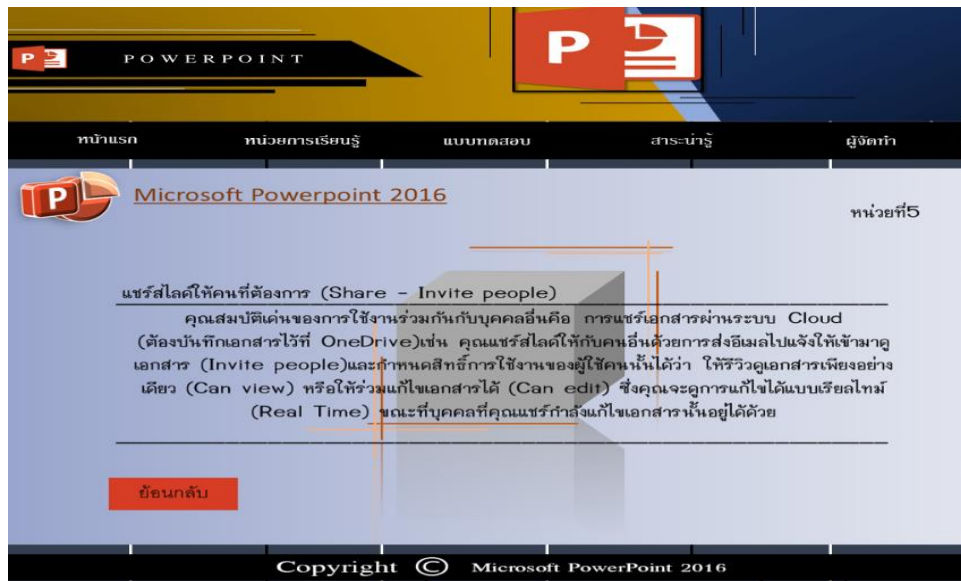 P POWERPOINT
P
หน้าแรก หน่วยการเรียนรู้ แบบทดสอบ สาระน่ารู้ ผู้จัดทำ
P Microsoft Powerpoint 2016
หน่วยที่5
แชร์สไลด์ให้คนที่ต้องการ (Share - Invite people)
คุณสมบัติเด่นของการใช้งานร่วมกันกับบุคคลอื่นคือ การแชร์เอกสารผ่านระบบ Cloud
(ต้องบันทึกเอกสารไว้ที่ OneDrive)เช่น คุณแชร์สไลด์ให้กับคนอื่นด้วยการส่งอีเมลไปแจ้งให้เข้ามาดู
เอกสาร (Invite people)และกำหนดสิทธิ์การใช้งานของผู้ใช้คนนั้นได้ว่า ให้รีวิวดูเอกสารเพียงอย่าง
เดียว (Can view) หรือให้ร่วมแก้ไขเอกสารได้ (Can edit) ซึ่งคุณจะดูการแก้ไขได้แบบเรียลไทม์
(Real Time) ขณะที่บุคคลที่คุณแชร์กำลังแก้ไขเอกสารนั้นอยู่ได้ด้วย
ย้อนกลับ
Copyright © Microsoft PowerPoint 2016